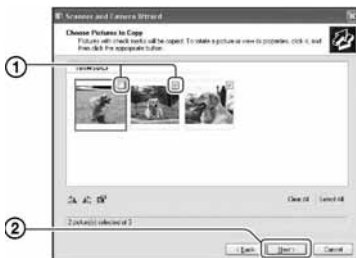 Scanner and Camera Wizard
Choose Pictures to Copy
Pictures with check marks will be copied. To rotate a picture or view its properties, click it, and
then click the appropriate button.
1
Clear All Select All
2 picture(s) selected of 3
2
< Back Next > Cancel